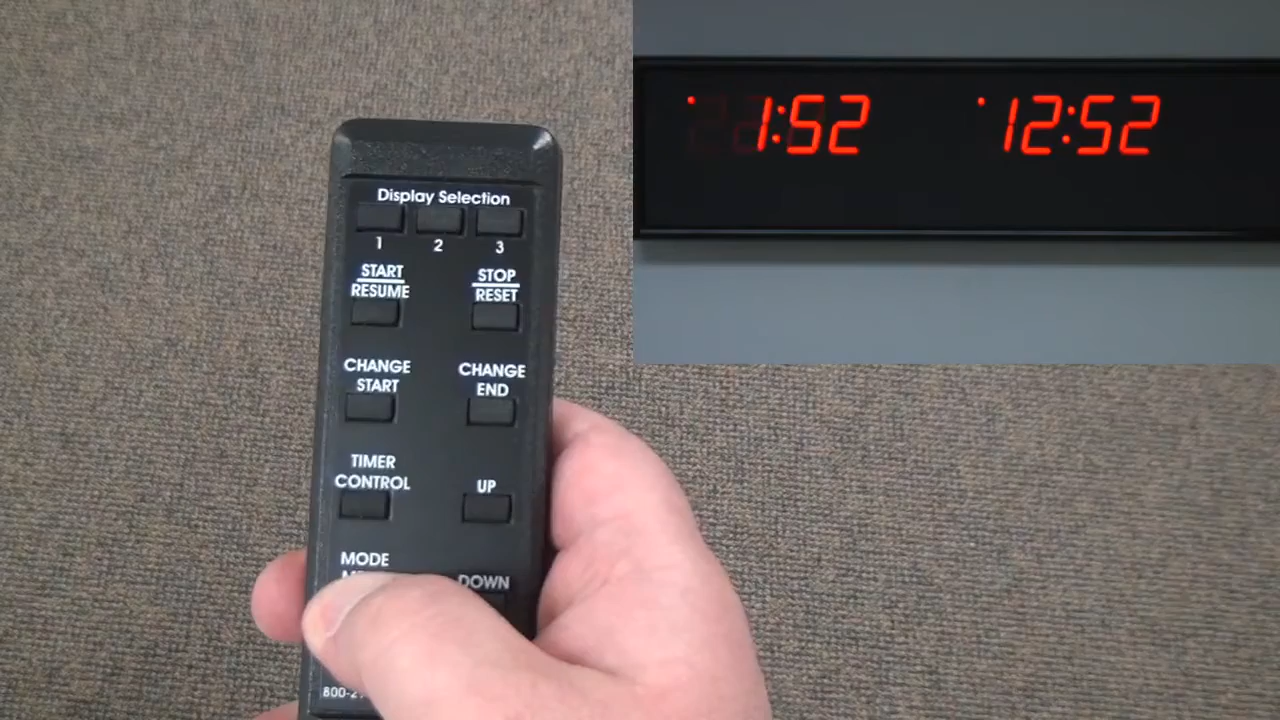 1:52 12:52
Display Selection
1 2 3
START STOP
RESUME RESET
CHANGE CHANGE
START END
TIMER
CONTROL UP
MODE
DOWN